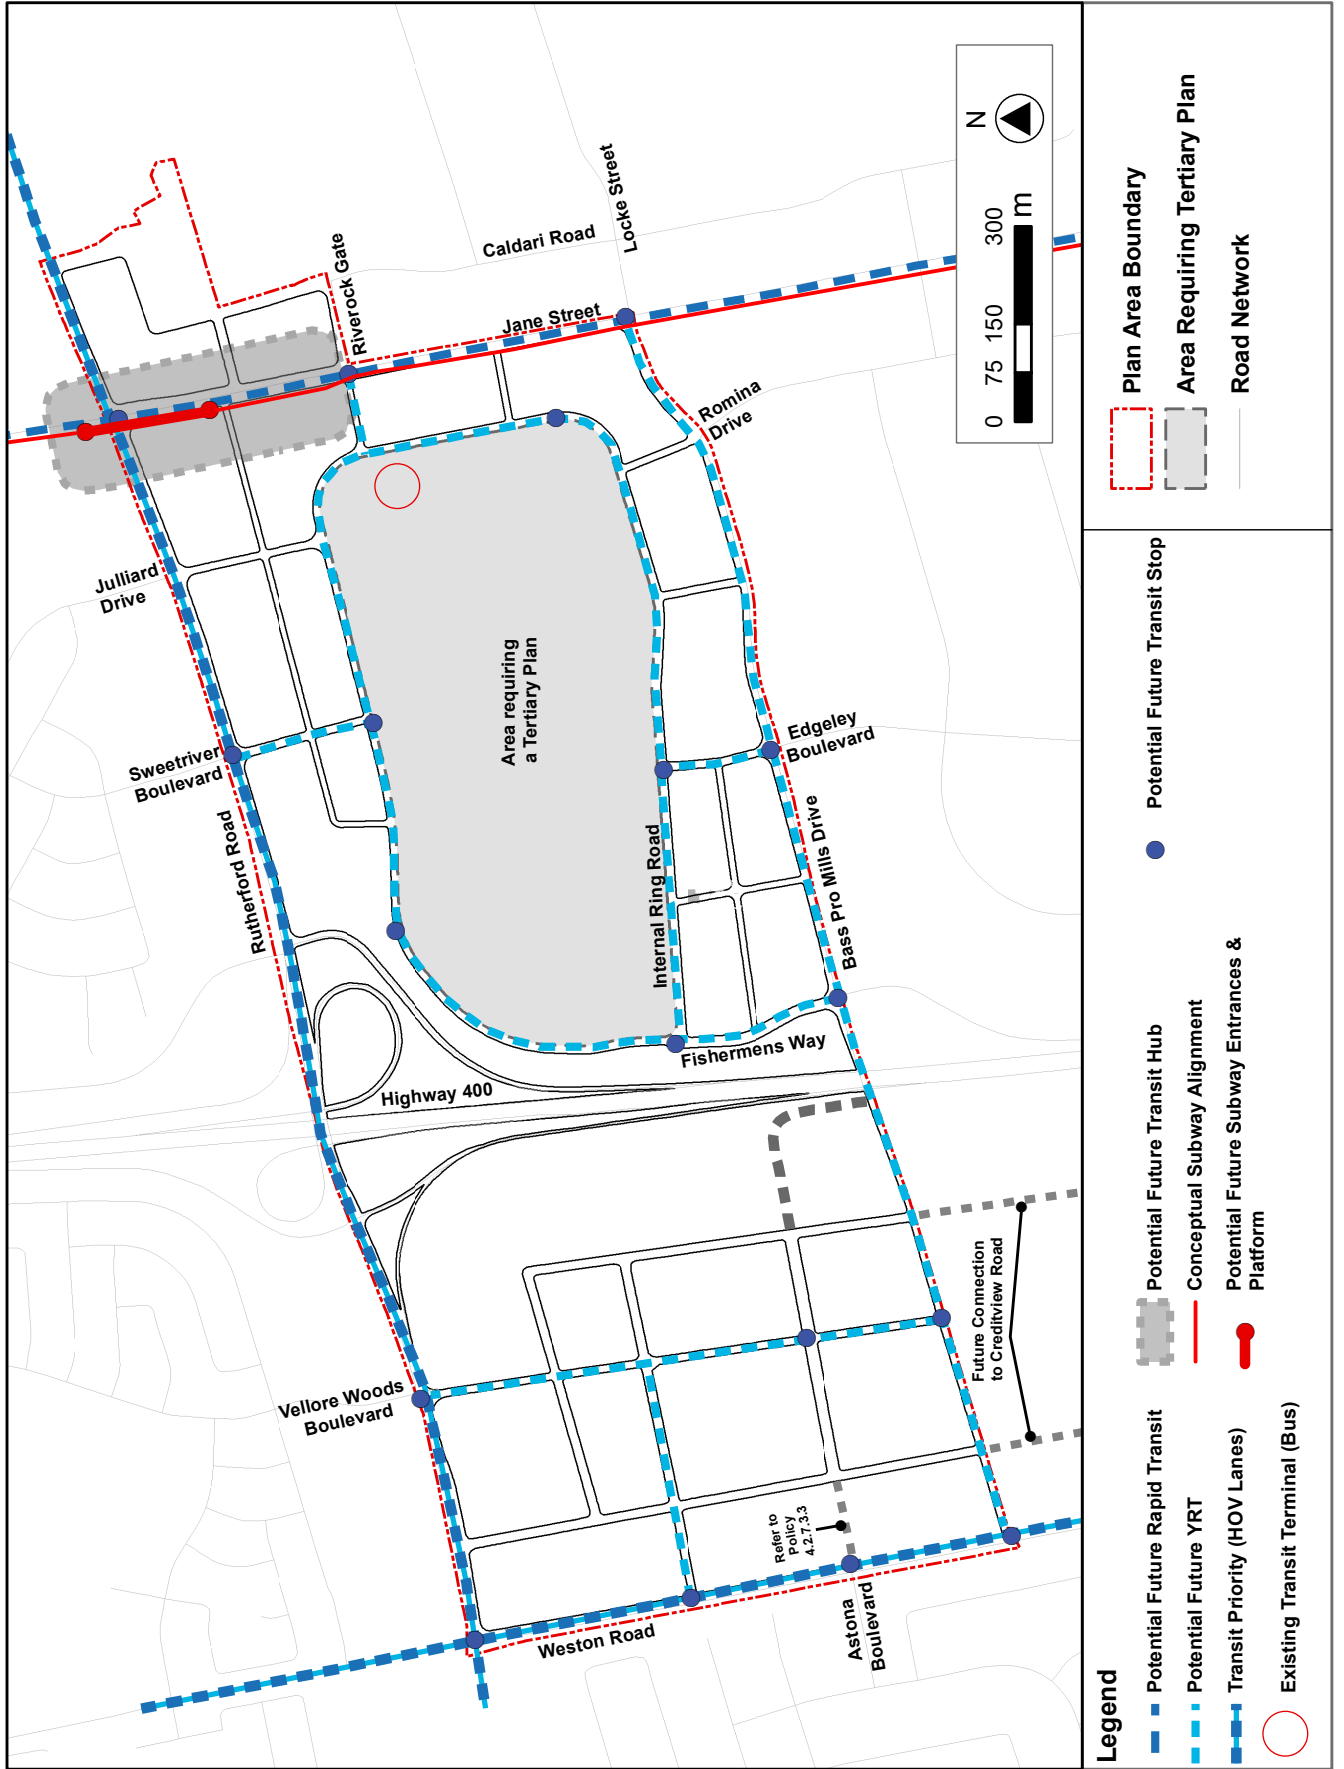 Julliard
Drive
Sweetriver
Boulevard
Rutherford Road
Riverock Gate
Caldari Road
Locke Street
Jane Street
Romina
Drive
Area requiring
a Tertiary Plan
Internal Ring Road
Edgeley
Boulevard
Bass Pro Mills Drive
Fishermens Way
Highway 400
Vellore Woods
Boulevard
Future Connection
to Creditview Road
Refer to
Policy
4.2.7.3.3
Astona
Boulevard
Weston Road
N
0 75 150 300
m
Legend
Potential Future Rapid Transit
Potential Future YRT
Transit Priority (HOV Lanes)
Existing Transit Terminal (Bus)
Potential Future Transit Hub
Conceptual Subway Alignment
Potential Future Subway Entrances &
Platform
Potential Future Transit Stop
Plan Area Boundary
Area Requiring Tertiary Plan
Road Network